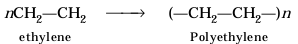 nCH₂—CH₂ ⟶ (—CH₂—CH₂—)n
ethylene Polyethylene